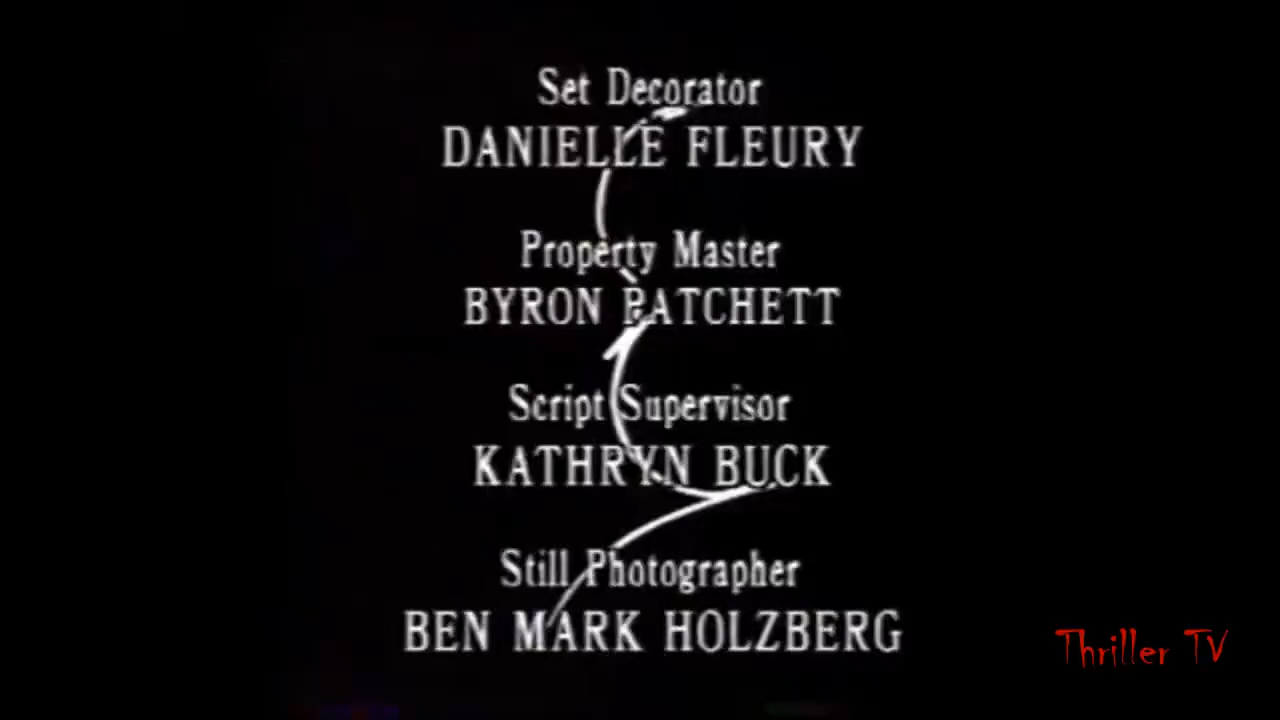 Set Decorator
DANIELLE FLEURY
Property Master
BYRON PATCHETT
Script Supervisor
KATHRYN BUCK
Still Photographer
BEN MARK HOLZBERG
Thriller TV